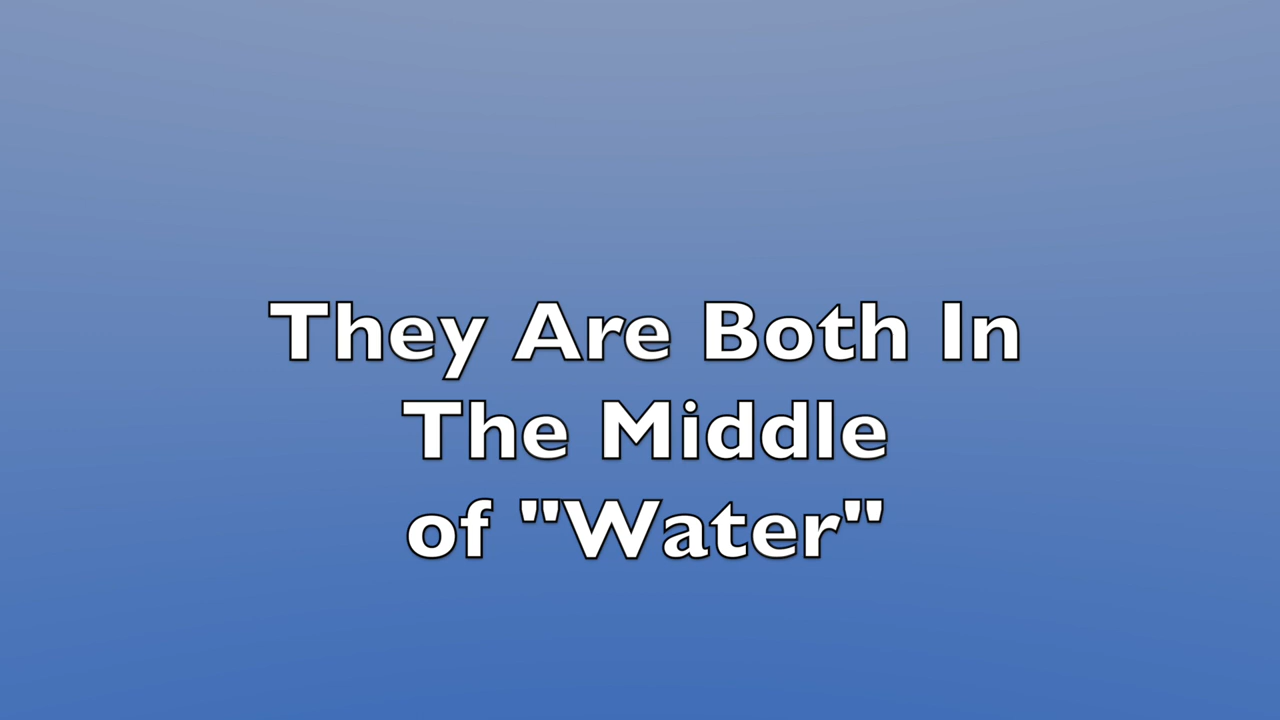 They Are Both In
The Middle
of "Water"